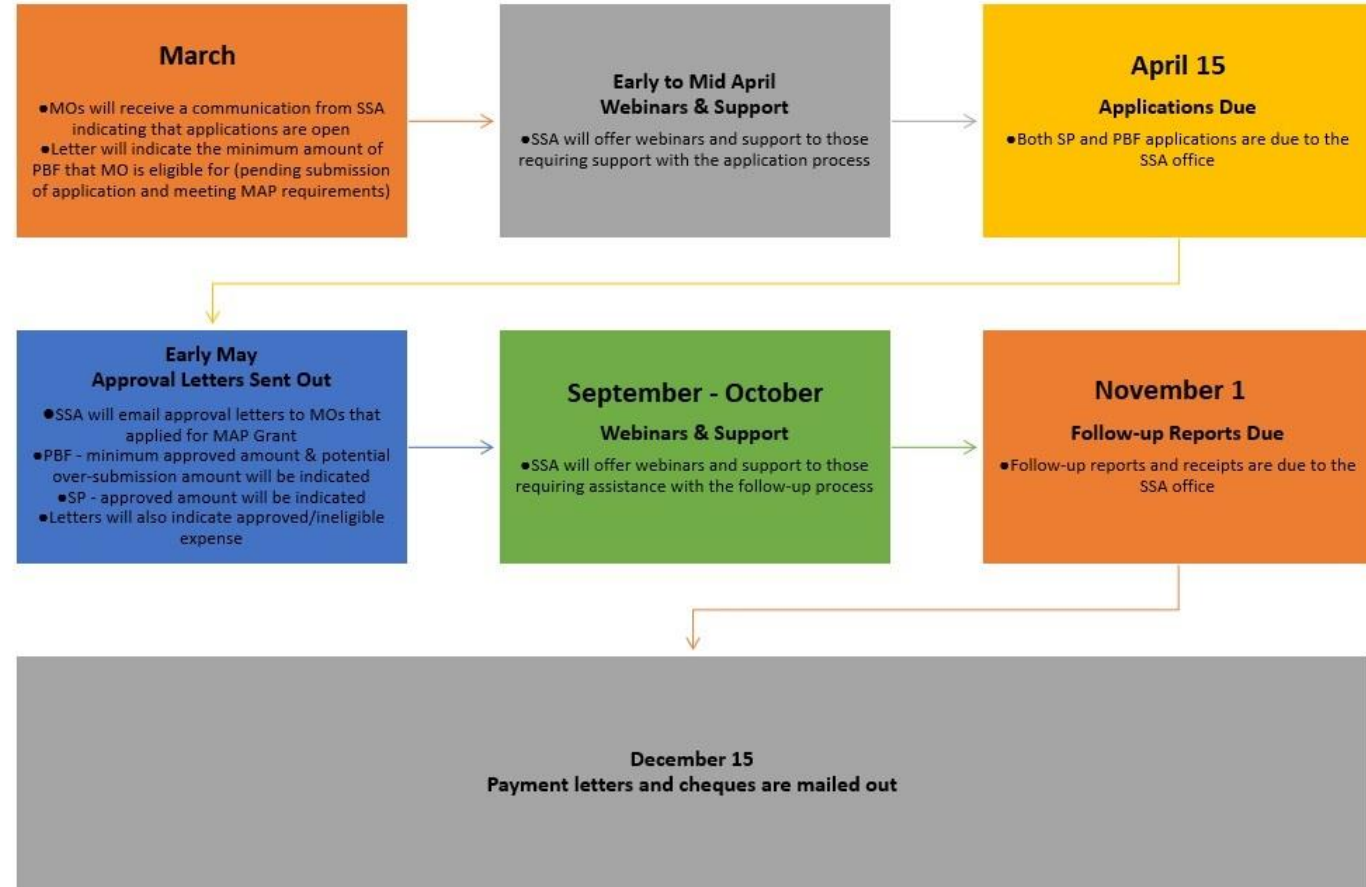 March
●MOs will receive a communication from SSA
indicating that applications are open
●Letter will indicate the minimum amount of
PBF that MO is eligible for (pending submission
of application and meeting MAP requirements)
Early to Mid April
Webinars & Support
●SSA will offer webinars and support to those
requiring support with the application process
April 15
Applications Due
●Both SP and PBF applications are due to the
SSA office
Early May
Approval Letters Sent Out
●SSA will email approval letters to MOs that
applied for MAP Grant
●PBF - minimum approved amount & potential
over-submission amount will be indicated
●SP - approved amount will be indicated
●Letters will also indicate approved/ineligible
expense
September - October
Webinars & Support
●SSA will offer webinars and support to those
requiring assistance with the follow-up process
November 1
Follow-up Reports Due
●Follow-up reports and receipts are due to the
SSA office
December 15
Payment letters and cheques are mailed out